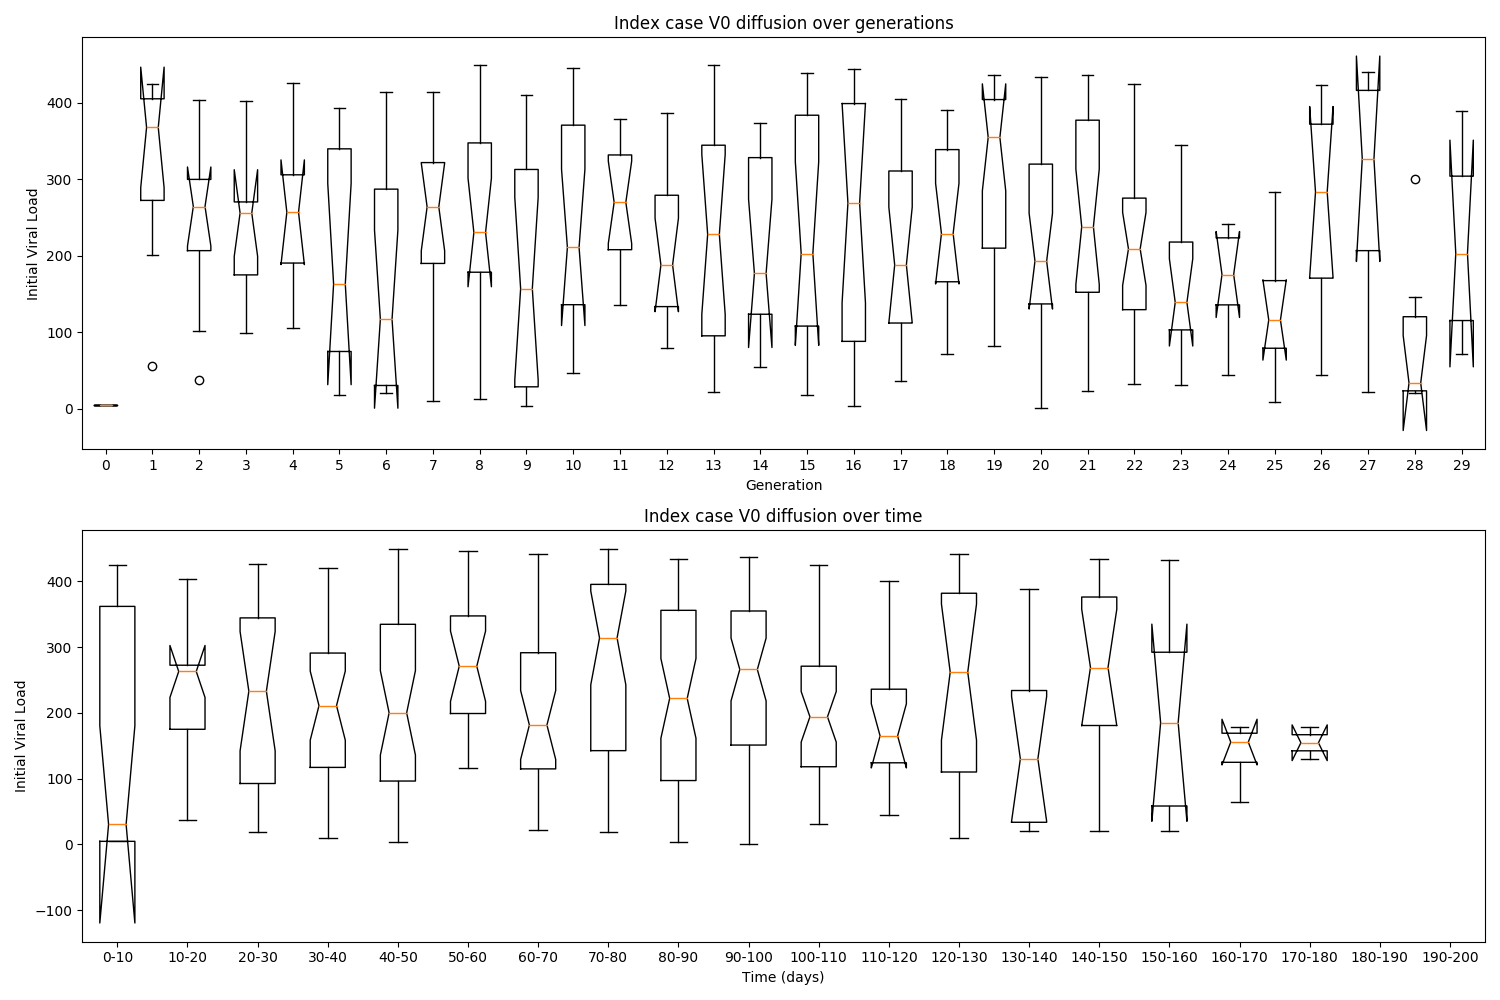 Index case V0 diffusion over generations
Initial Viral Load
400
300
200
100
0
0 1 2 3 4 5 6 7 8 9 10 11 12 13 14 15 16 17 18 19 20 21 22 23 24 25 26 27 28 29
Generation
Index case V0 diffusion over time
Initial Viral Load
400
300
200
100
0
−100
0-10 10-20 20-30 30-40 40-50 50-60 60-70 70-80 80-90 90-100 100-110 110-120 120-130 130-140 140-150 150-160 160-170 170-180 180-190 190-200
Time (days)